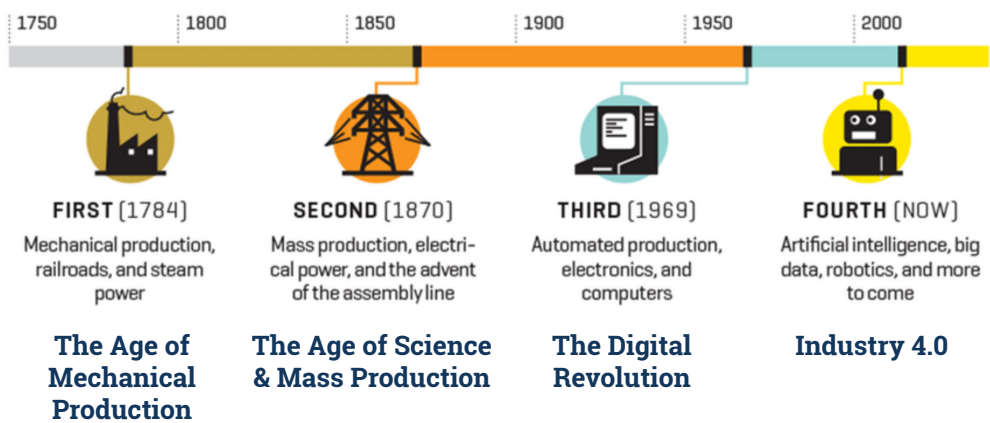 1750
1800
1850
1900
1950
2000
FIRST (1784)
Mechanical production,
railroads, and steam
power
The Age of
Mechanical
Production
SECOND (1870)
Mass production, electri-
cal power, and the advent
of the assembly line
The Age of Science
& Mass Production
THIRD (1969)
Automated production,
electronics, and
computers
The Digital
Revolution
FOURTH (NOW)
Artificial intelligence, big
data, robotics, and more
to come
Industry 4.0